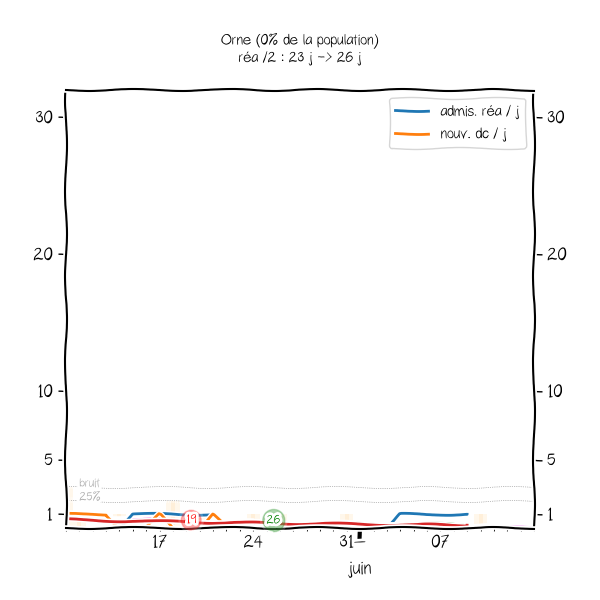 Orne (0% de la population)
réa /2 : 23 j -> 26 j
admis. réa / j
nouv. dc / j
30
30
20
20
10
10
5
5
bruit
25%
1
1
19
26
17
24
31
07
juin